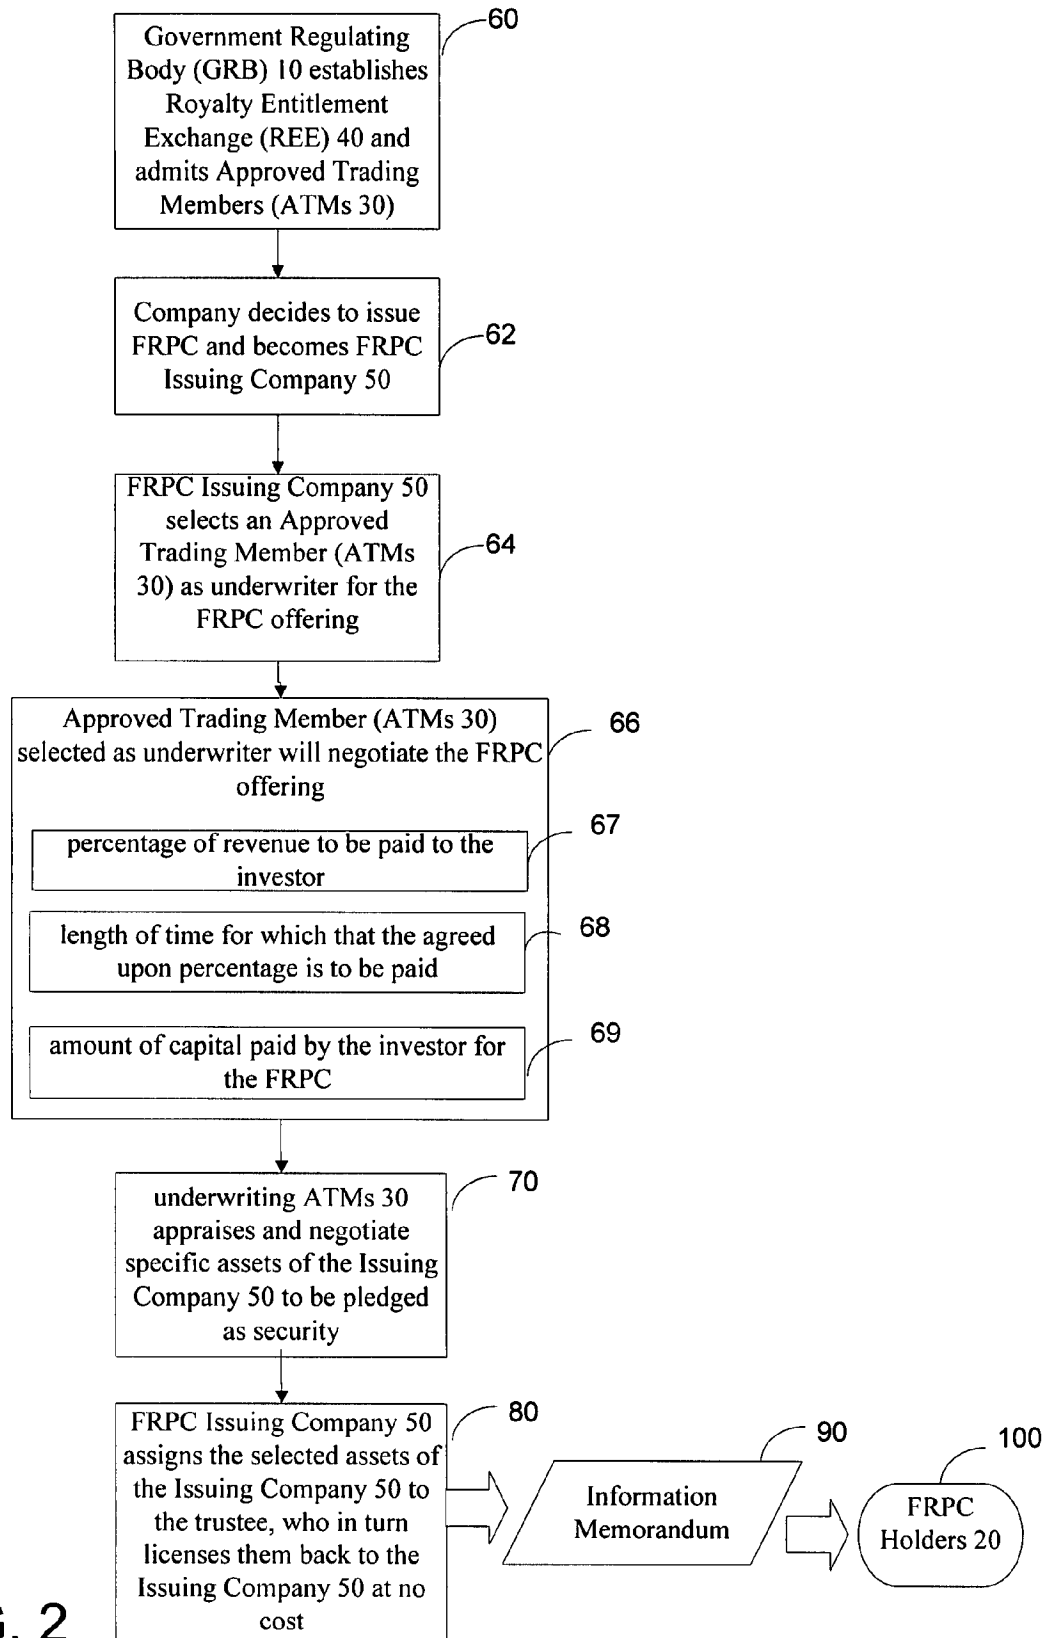 60
Government Regulating
Body (GRB) 10 establishes
Royalty Entitlement
Exchange (REE) 40 and
admits Approved Trading
Members (ATMs 30)
62
Company decides to issue
FRPC and becomes FRPC
Issuing Company 50
64
FRPC Issuing Company 50
selects an Approved
Trading Member (ATMs
30) as underwriter for the
FRPC offering
66
Approved Trading Member (ATMs 30)
selected as underwriter will negotiate the FRPC
offering
67
percentage of revenue to be paid to the
investor
68
length of time for which that the agreed
upon percentage is to be paid
69
amount of capital paid by the investor for
the FRPC
70
underwriting ATMs 30
appraises and negotiate
specific assets of the Issuing
Company 50 to be pledged
as security
80
FRPC Issuing Company 50
assigns the selected assets of
the Issuing Company 50 to
the trustee, who in turn
licenses them back to the
Issuing Company 50 at no
cost
90
Information
Memorandum
100
FRPC
Holders 20
. 2